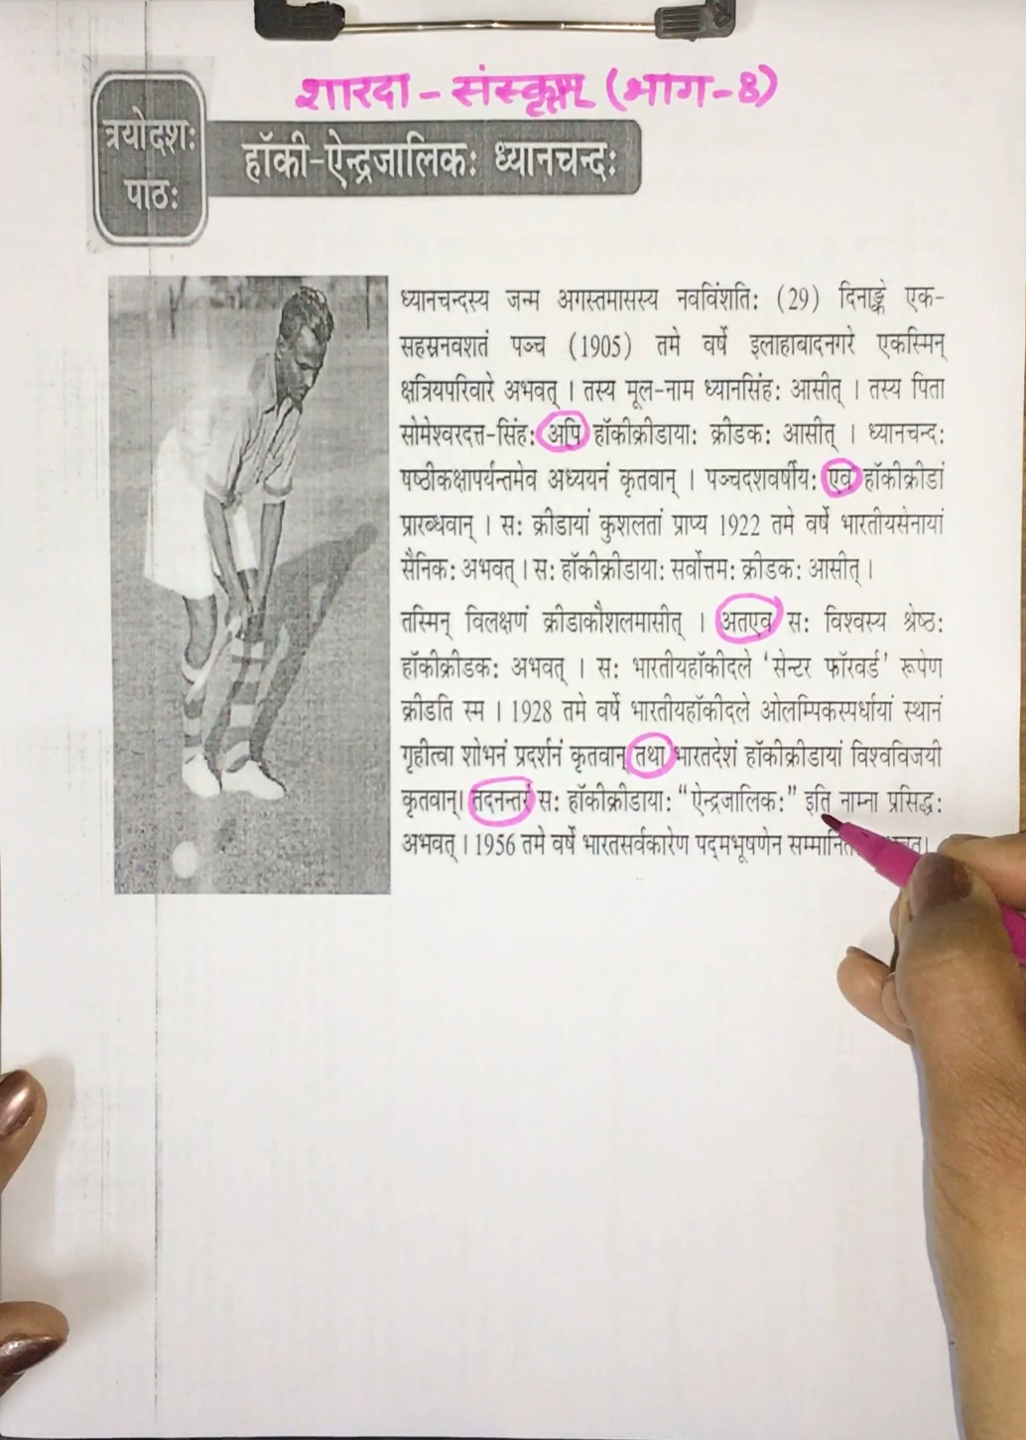 शारदा - संस्कृतम् (भाग-8)
त्रयोदशः
पाठः
हॉकी-ऐन्द्रजालिकः ध्यानचन्दः
ध्यानचन्दस्य जन्म अगस्तमासस्य नवविंशतिः (29) दिनाङ्के एक-
सहस्रनवशतं पञ्च (1905) तमे वर्षे इलाहाबादनगरे एकस्मिन्
क्षत्रियपरिवारे अभवत् । तस्य मूल-नाम ध्यानसिंहः आसीत् । तस्य पिता
सोमेश्वरदत्त-सिंहः अपि हॉकीक्रीडायाः क्रीडकः आसीत् । ध्यानचन्दः
षष्ठीकक्षापर्यन्तमेव अध्ययनं कृतवान् । पञ्चदशवर्षीयः एव हॉकीक्रीडां
प्रारब्धवान् । सः क्रीडायां कुशलतां प्राप्य 1922 तमे वर्षे भारतीयसेनायां
सैनिकः अभवत् । सः हॉकीक्रीडायाः सर्वोत्तमः क्रीडकः आसीत् ।
तस्मिन् विलक्षणं क्रीडाकौशलमासीत् । अतएव सः विश्वस्य श्रेष्ठः
हॉकीक्रीडकः अभवत् । सः भारतीयहॉकीदले ‘सेन्टर फॉरवर्ड’ रूपेण
क्रीडति स्म । 1928 तमे वर्षे भारतीयहॉकीदले ओलम्पिकस्पर्धायां स्थानं
गृहीत्वा शोभनं प्रदर्शनं कृतवान् तथा भारतदेशं हॉकीक्रीडायां विश्वविजयी
कृतवान्। तदनन्तरं सः हॉकीक्रीडायाः “ऐन्द्रजालिकः” इति नाम्ना प्रसिद्धः
अभवत् । 1956 तमे वर्षे भारतसर्वकारेण पद्मभूषणेन